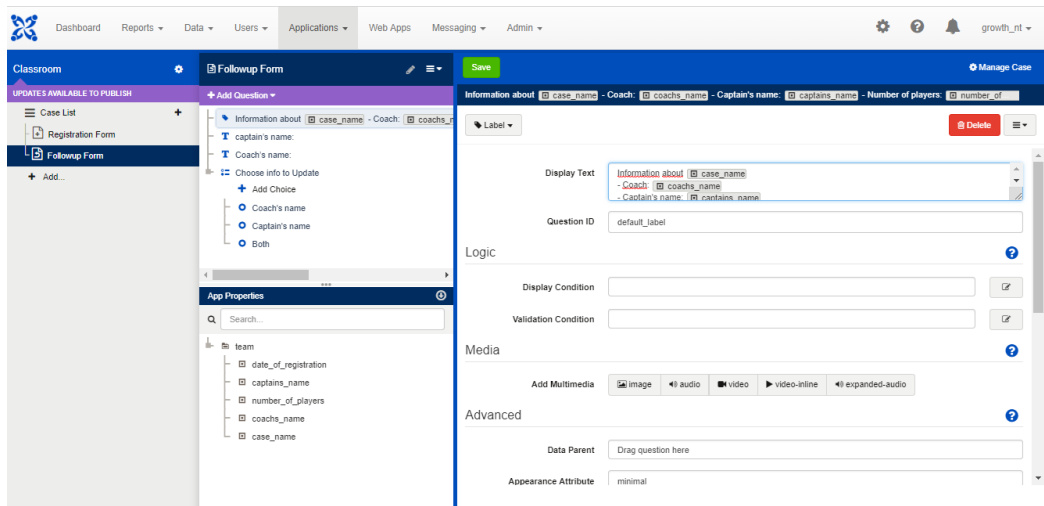 Dashboard Reports Data Users Applications Web Apps Messaging Admin growth_nt
Classroom
UPDATES AVAILABLE TO PUBLISH
Case List +
Registration Form
Followup Form
+ Add...
Followup Form
+ Add Question
Information about case_name - Coach: coachs_n
T captain's name:
T Coach's name:
Choose info to Update
+ Add Choice
Coach's name
Captain's name
Both
App Properties
Search...
team
date_of_registration
captains_name
number_of_players
coachs_name
case_name
Save Manage Case
Information about case_name - Coach: coachs_name - Captain's name: captains_name - Number of players: number_of
Label Delete
Display Text
Information about case_name
- Coach: coachs_name
- Captain's name: captains_name
Question ID default_label
Logic
Display Condition
Validation Condition
Media
Add Multimedia image audio video video-inline expanded-audio
Advanced
Data Parent Drag question here
Appearance Attribute minimal